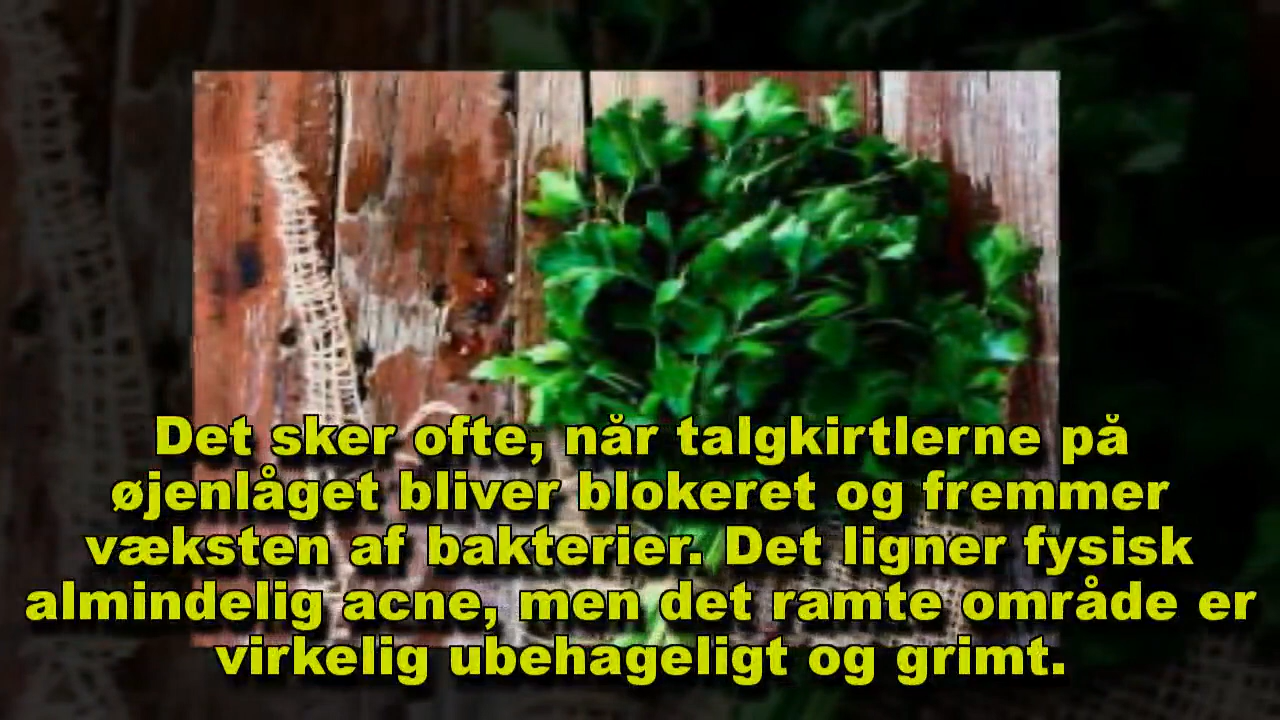 Det sker ofte, når talgkirtlerne på
øjenlåget bliver blokeret og fremmer
væksten af bakterier. Det ligner fysisk
almindelig acne, men det ramte område er
virkelig ubehageligt og grimt.